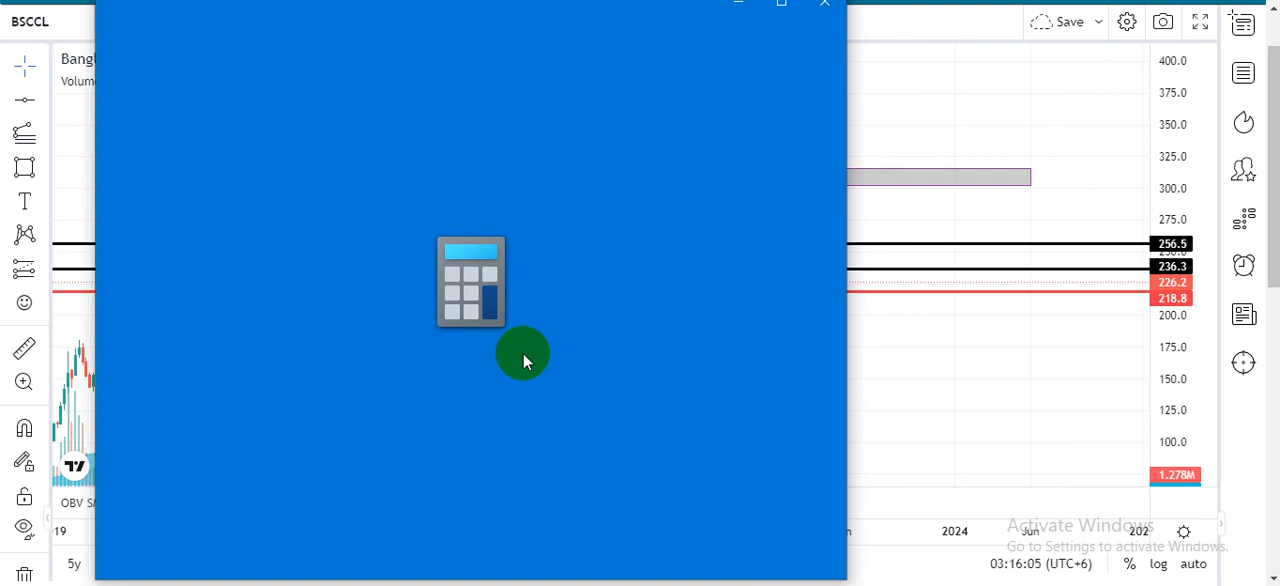 BSCCL
Save
Bangl
Volum
400.0
375.0
350.0
325.0
300.0
275.0
256.5
236.3
226.2
218.8
200.0
175.0
150.0
125.0
100.0
1.278M
OBV
19
2024
Jun
202
Activate Windows
Go to Settings to activate Windows.
5y
03:16:05 (UTC+6)
%
log
auto